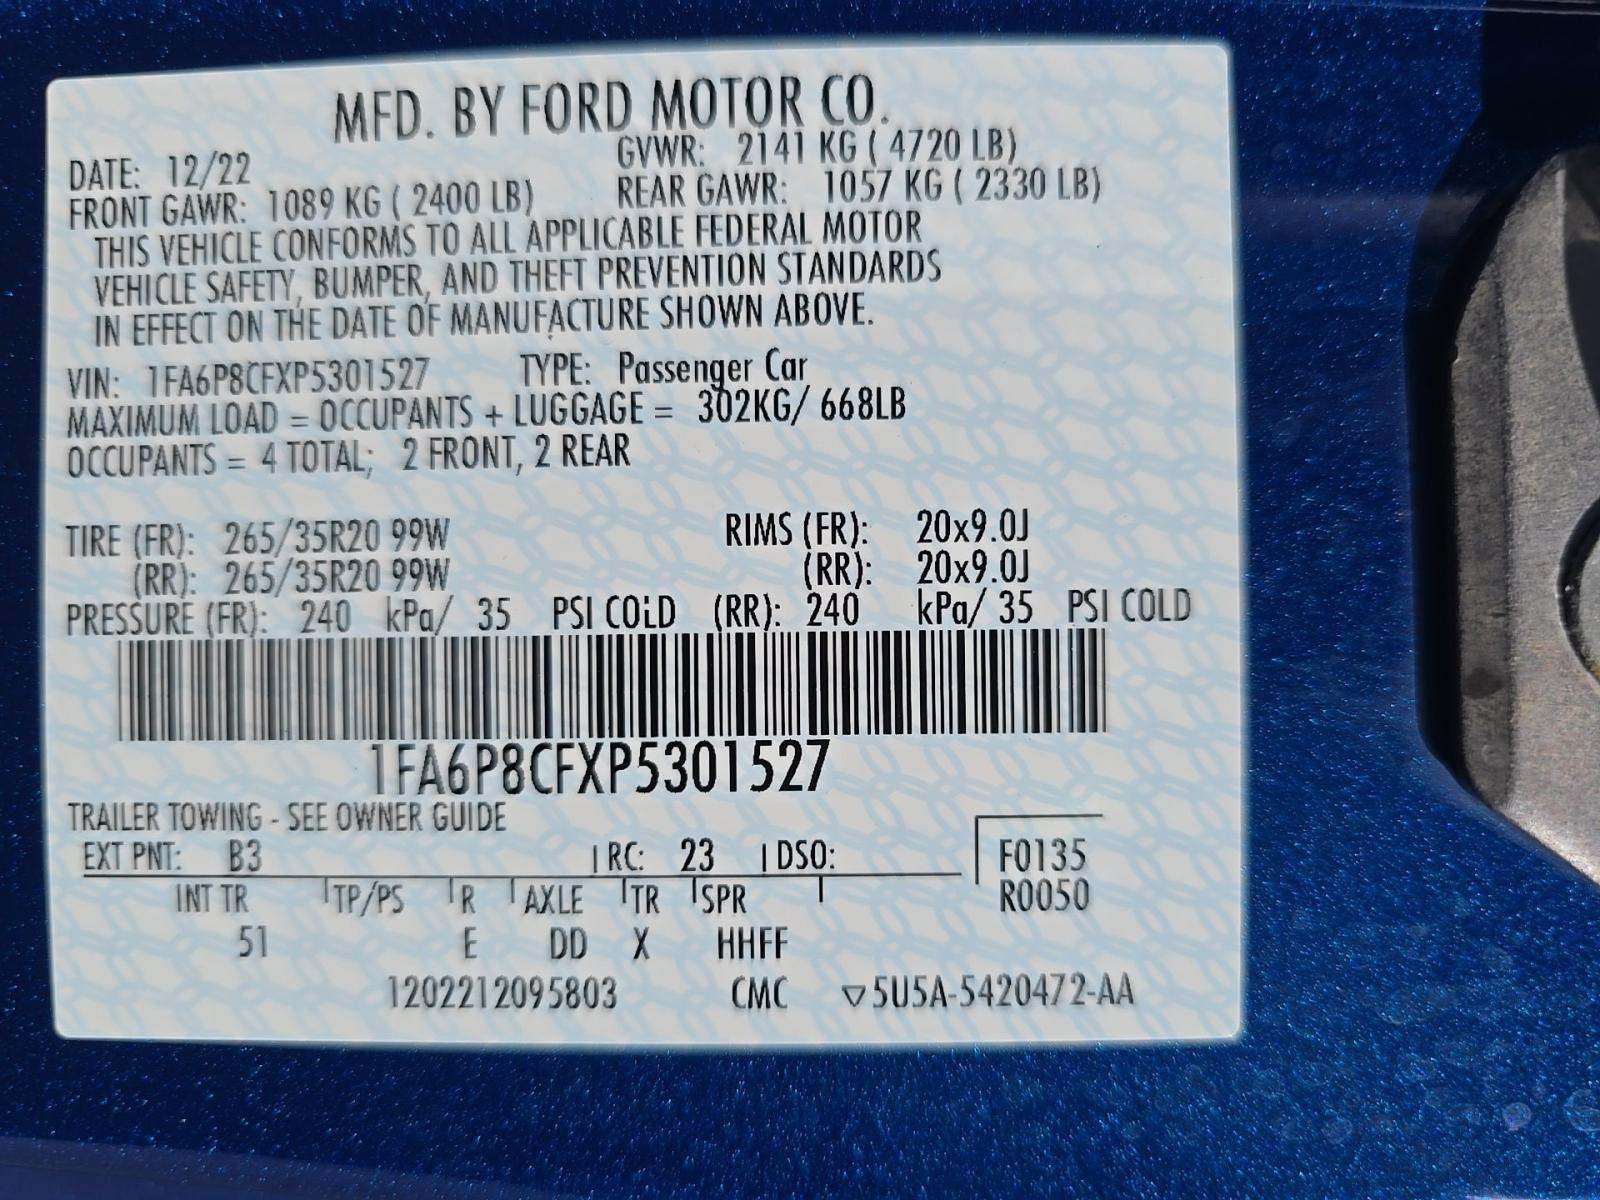 MFD. BY FORD MOTOR CO.
DATE: 12/22 GVWR: 2141 KG ( 4720 LB)
FRONT GAWR: 1089 KG ( 2400 LB) REAR GAWR: 1057 KG ( 2330 LB)
THIS VEHICLE CONFORMS TO ALL APPLICABLE FEDERAL MOTOR
VEHICLE SAFETY, BUMPER, AND THEFT PREVENTION STANDARDS
IN EFFECT ON THE DATE OF MANUFACTURE SHOWN ABOVE.
VIN: 1FA6P8CFXP5301527 TYPE: Passenger Car
MAXIMUM LOAD = OCCUPANTS + LUGGAGE = 302KG/ 668LB
OCCUPANTS = 4 TOTAL; 2 FRONT, 2 REAR
TIRE (FR): 265/35R20 99W RIMS (FR): 20x9.0J
(RR): 265/35R20 99W (RR): 20x9.0J
PRESSURE (FR): 240 kPa/ 35 PSI COLD (RR): 240 kPa/ 35 PSI COLD
1FA6P8CFXP5301527
TRAILER TOWING - SEE OWNER GUIDE
EXT PNT: B3 RC: 23 DSO: F0135
INT TR TP/PS R AXLE TR SPR R0050
51 E DD X HHFF
1202212095803 CMC ▽5U5A-5420472-AA